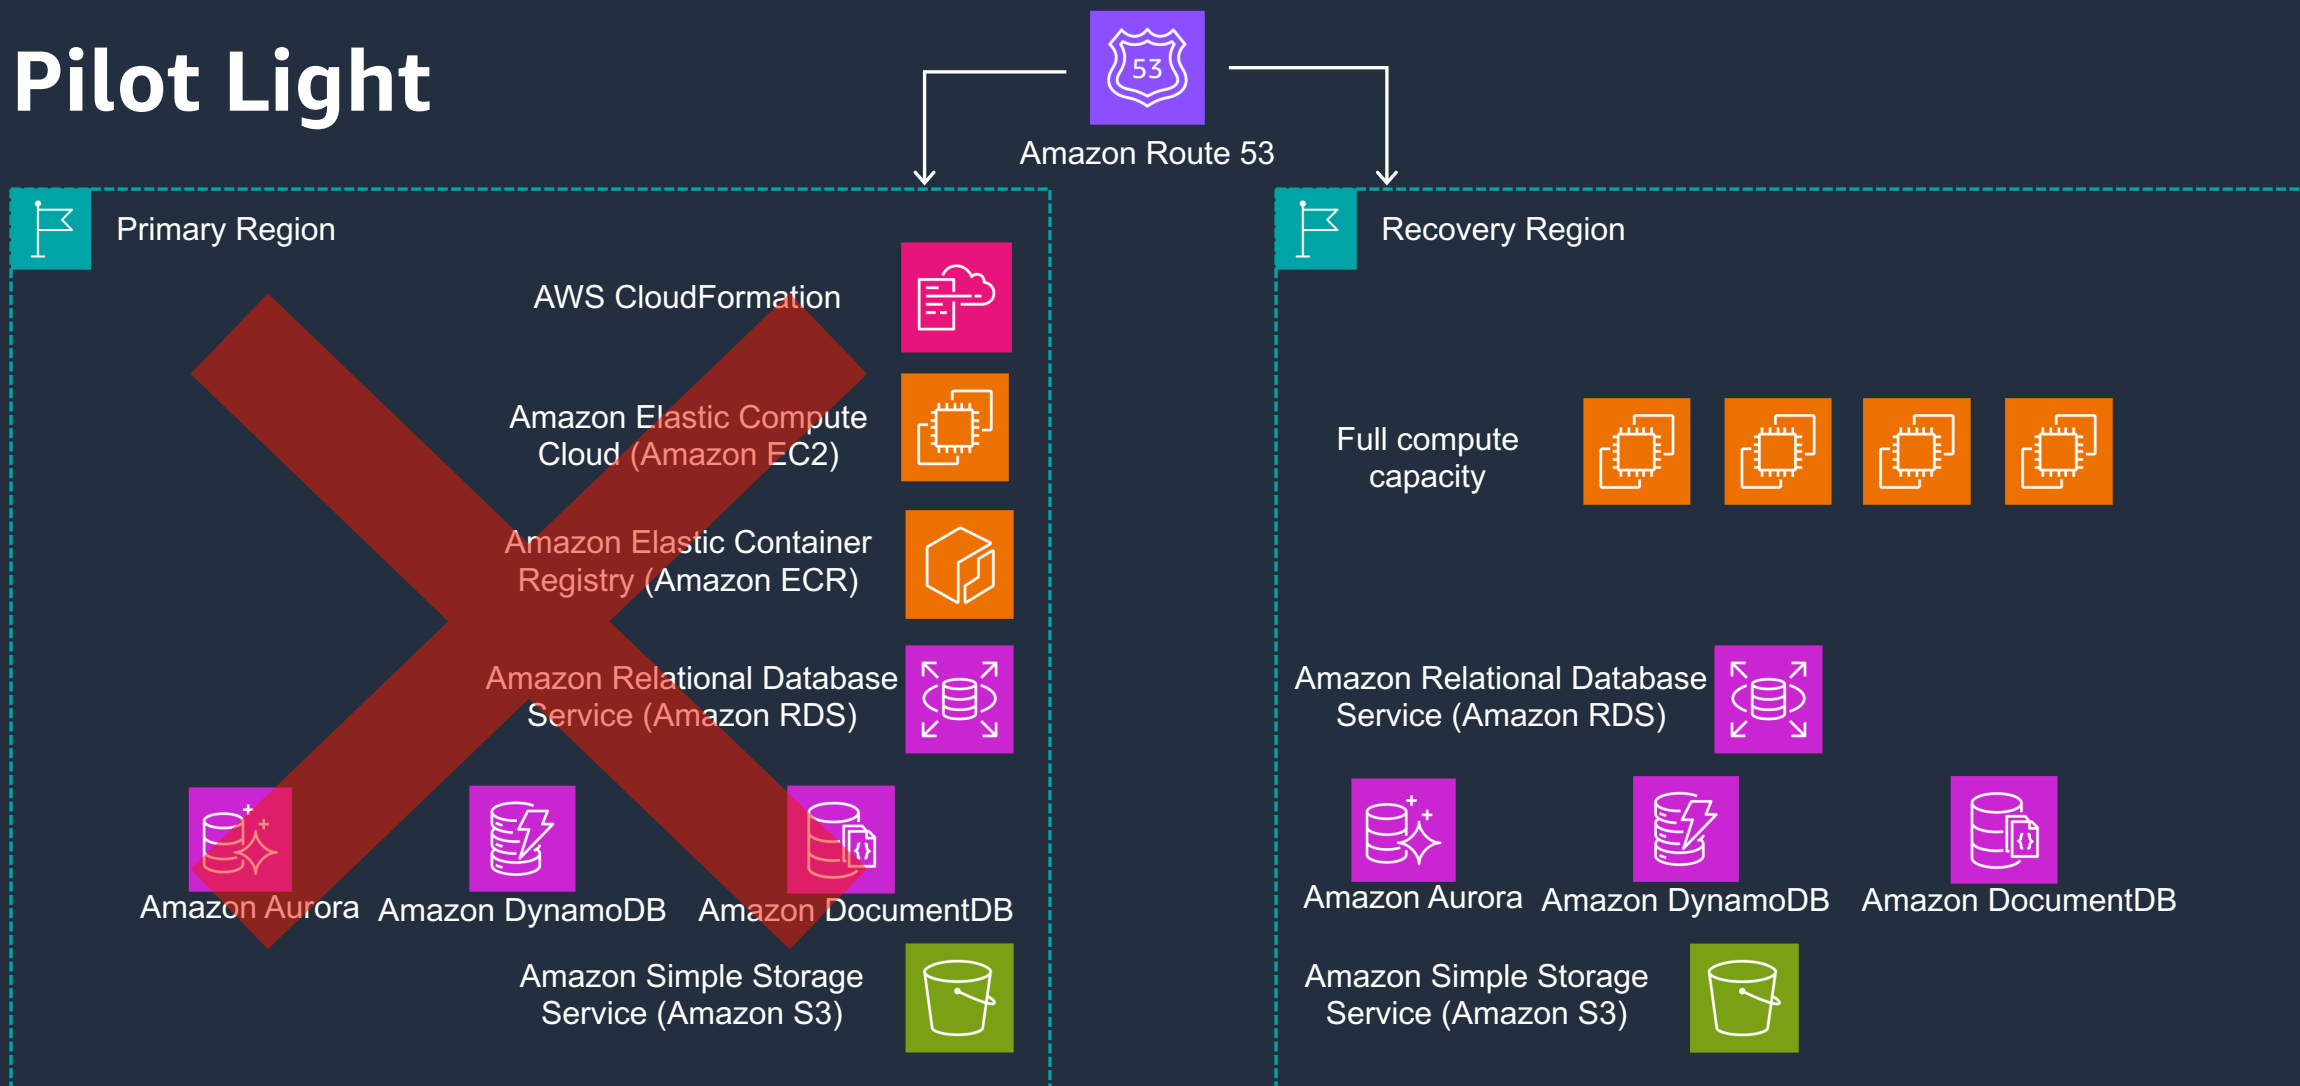 Pilot Light
53
Amazon Route 53
Primary Region
AWS CloudFormation
Amazon Elastic Compute
Cloud (Amazon EC2)
Amazon Elastic Container
Registry (Amazon ECR)
Amazon Relational Database
Service (Amazon RDS)
Amazon Aurora
Amazon DynamoDB
{}
Amazon DocumentDB
Amazon Simple Storage
Service (Amazon S3)
Recovery Region
Full compute
capacity
Amazon Relational Database
Service (Amazon RDS)
Amazon Aurora
Amazon DynamoDB
{}
Amazon DocumentDB
Amazon Simple Storage
Service (Amazon S3)